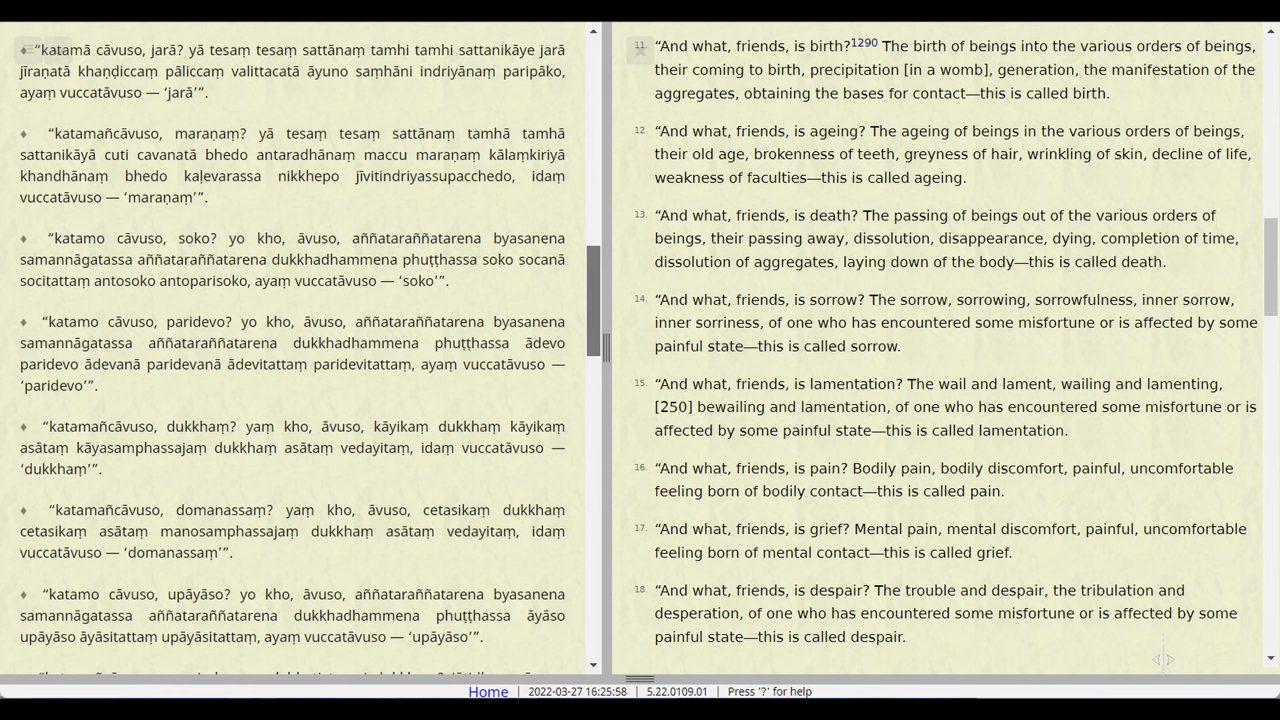 ♦ “katamā cāvuso, jarā? yā tesaṃ tesaṃ sattānaṃ tamhi tamhi sattanikāye jarā
jīraṇatā khaṇḍiccaṃ pāliccaṃ valittacatā āyuno saṃhāni indriyānaṃ paripāko,
ayaṃ vuccatāvuso — ‘jarā’”.
♦ “katamañcāvuso, maraṇaṃ? yā tesaṃ tesaṃ sattānaṃ tamhā tamhā
sattanikāyā cuti cavanatā bhedo antaradhānaṃ maccu maraṇaṃ kālaṃkiriyā
khandhānaṃ bhedo kaḷevarassa nikkhepo jīvitindriyassupacchedo, idaṃ
vuccatāvuso — ‘maraṇaṃ’”.
♦ “katamo cāvuso, soko? yo kho, āvuso, aññataraññatarena byasanena
samannāgatassa aññataraññatarena dukkhadhammena phuṭṭhassa soko socanā
socitattaṃ antosoko antoparisoko, ayaṃ vuccatāvuso — ‘soko’”.
♦ “katamo cāvuso, paridevo? yo kho, āvuso, aññataraññatarena byasanena
samannāgatassa aññataraññatarena dukkhadhammena phuṭṭhassa ādevo
paridevo ādevanā paridevanā ādevitattaṃ paridevitattaṃ, ayaṃ vuccatāvuso —
‘paridevo’”.
♦ “katamañcāvuso, dukkhaṃ? yaṃ kho, āvuso, kāyikaṃ dukkhaṃ kāyikaṃ
asātaṃ kāyasamphassajaṃ dukkhaṃ asātaṃ vedayitaṃ, idaṃ vuccatāvuso —
‘dukkhaṃ’”.
♦ “katamañcāvuso, domanassaṃ? yaṃ kho, āvuso, cetasikaṃ dukkhaṃ
cetasikaṃ asātaṃ manosamphassajaṃ dukkhaṃ asātaṃ vedayitaṃ, idaṃ
vuccatāvuso — ‘domanassaṃ’”.
♦ “katamo cāvuso, upāyāso? yo kho, āvuso, aññataraññatarena byasanena
samannāgatassa aññataraññatarena dukkhadhammena phuṭṭhassa āyāso
upāyāso āyāsitattaṃ upāyāsitattaṃ, ayaṃ vuccatāvuso — ‘upāyāso’”.
11. “And what, friends, is birth?1290 The birth of beings into the various orders of beings,
their coming to birth, precipitation [in a womb], generation, the manifestation of the
aggregates, obtaining the bases for contact—this is called birth.
12. “And what, friends, is ageing? The ageing of beings in the various orders of beings,
their old age, brokenness of teeth, greyness of hair, wrinkling of skin, decline of life,
weakness of faculties—this is called ageing.
13. “And what, friends, is death? The passing of beings out of the various orders of
beings, their passing away, dissolution, disappearance, dying, completion of time,
dissolution of aggregates, laying down of the body—this is called death.
14. “And what, friends, is sorrow? The sorrow, sorrowing, sorrowfulness, inner sorrow,
inner sorriness, of one who has encountered some misfortune or is affected by some
painful state—this is called sorrow.
15. “And what, friends, is lamentation? The wail and lament, wailing and lamenting,
[250] bewailing and lamentation, of one who has encountered some misfortune or is
affected by some painful state—this is called lamentation.
16. “And what, friends, is pain? Bodily pain, bodily discomfort, painful, uncomfortable
feeling born of bodily contact—this is called pain.
17. “And what, friends, is grief? Mental pain, mental discomfort, painful, uncomfortable
feeling born of mental contact—this is called grief.
18. “And what, friends, is despair? The trouble and despair, the tribulation and
desperation, of one who has encountered some misfortune or is affected by some
painful state—this is called despair.
Home | 2022-03-27 16:25:58 | 5.22.0109.01 | Press '?' for help